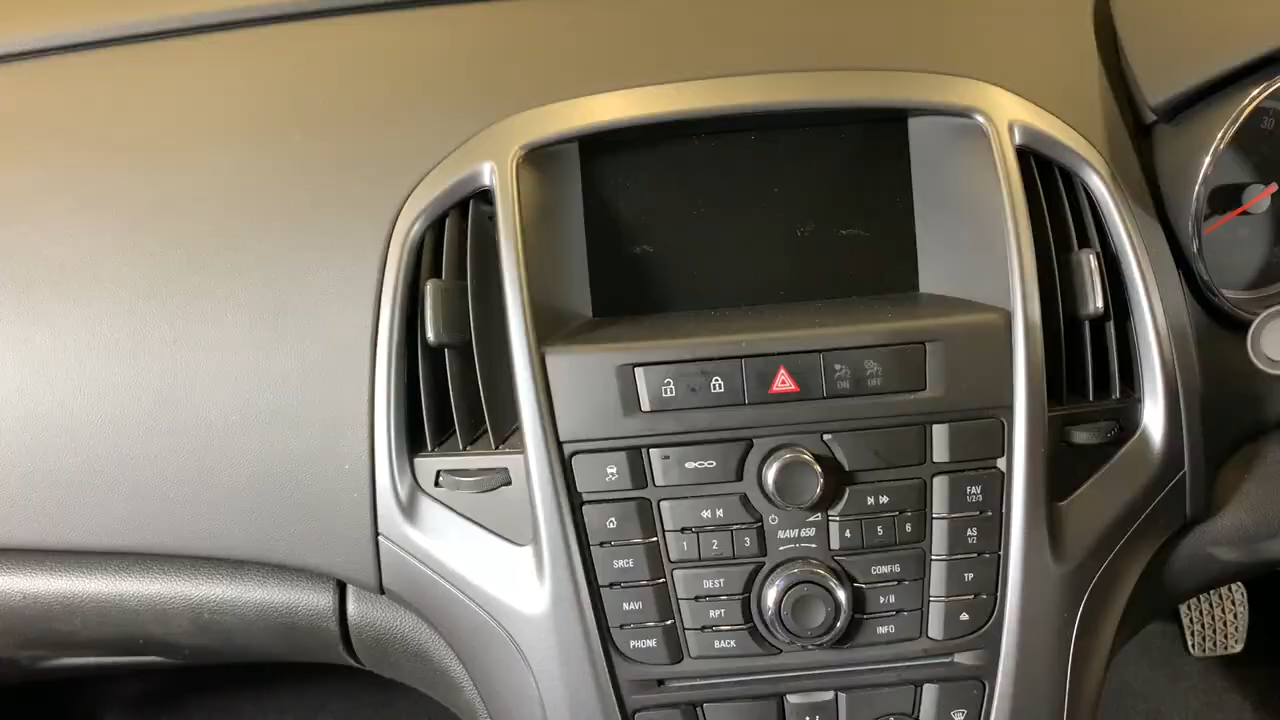 30
ON OFF
eco
FAV
1/2/3
1 2 3
NAVI 650
4 5 6
AS
1/2
SRCE
DEST
CONFIG
TP
NAVI
RPT
INFO
PHONE
BACK